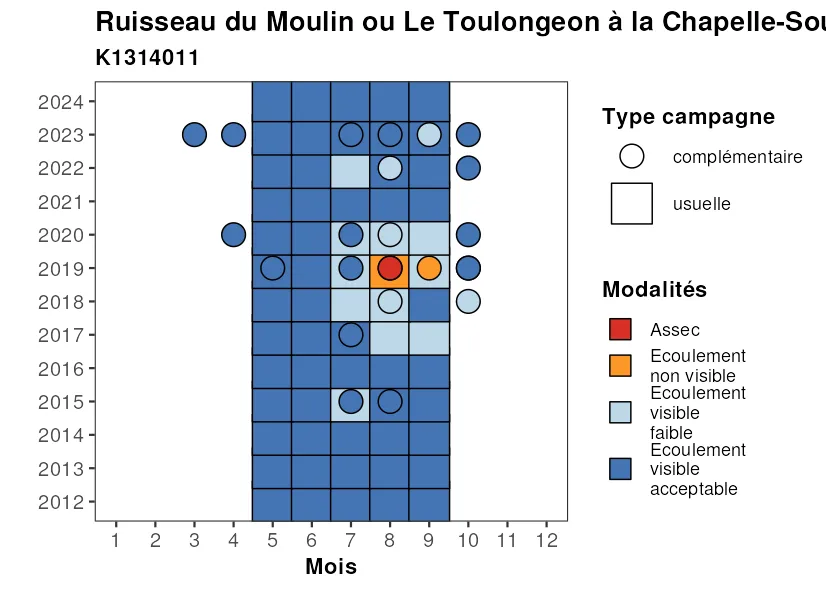 Ruisseau du Moulin ou Le Toulongeon à la Chapelle-Sou
K1314011
2024
2023
2022
2021
2020
2019
2018
2017
2016
2015
2014
2013
2012
1 2 3 4 5 6 7 8 9 10 11 12
Mois
Type campagne
complémentaire
usuelle
Modalités
Assec
Ecoulement
non visible
Ecoulement
visible
faible
Ecoulement
visible
acceptable